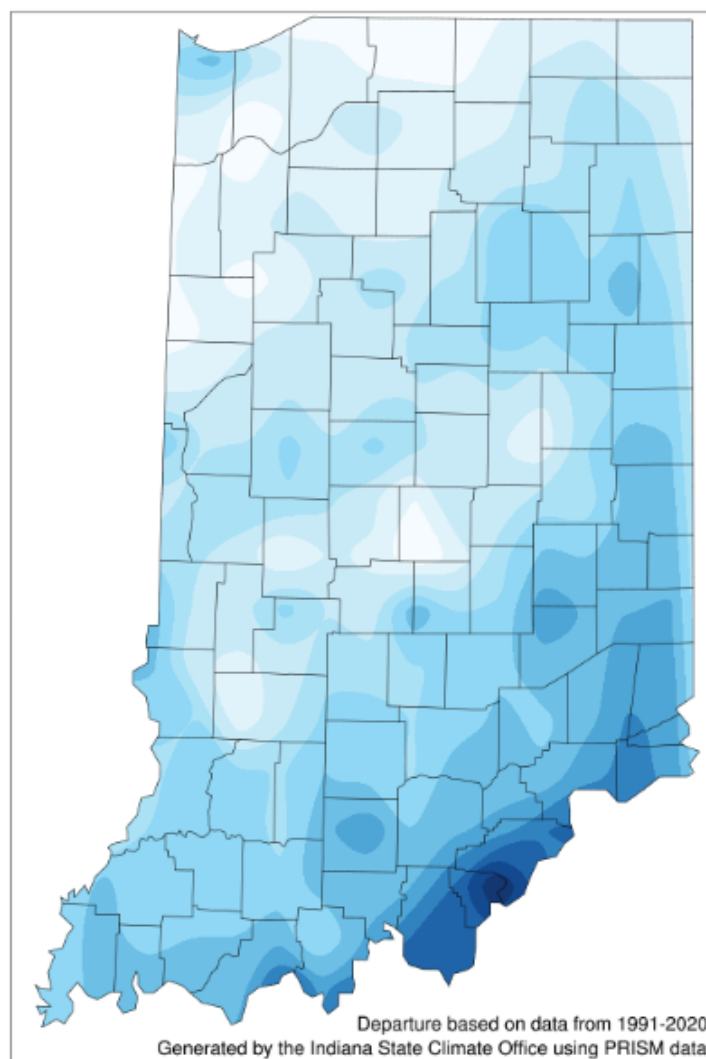 Departure based on data from 1991-2020
Generated by the Indiana State Climate Office using PRISM data